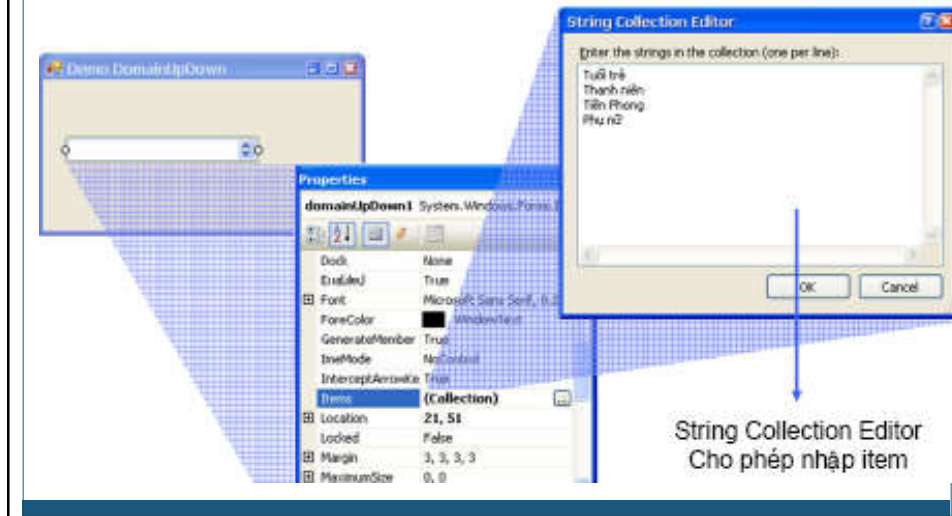 Demo DomainUpDown
Properties
domainUpDown1 System.Windows.Forms.
Dock None
Enabled True
Font Microsoft Sans Serif,
ForeColor WindowText
GenerateMember True
ImeMode NoControl
InterceptArrowKe True
Items (Collection) ...
Location 21, 51
Locked False
Margin 3, 3, 3, 3
MaximumSize 0, 0
String Collection Editor
Enter the strings in the collection (one per line):
Tuổi trẻ
Thanh niên
Tiền Phong
Phụ nữ
OK Cancel
String Collection Editor
Cho phép nhập item